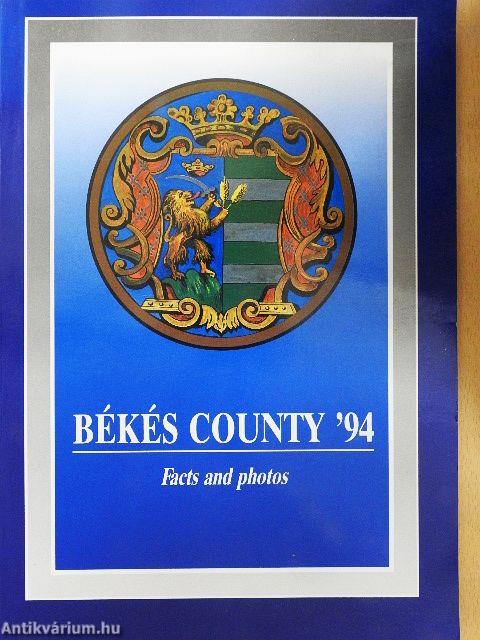 BÉKÉS COUNTY '94
Facts and photos
Antikvárium.hu